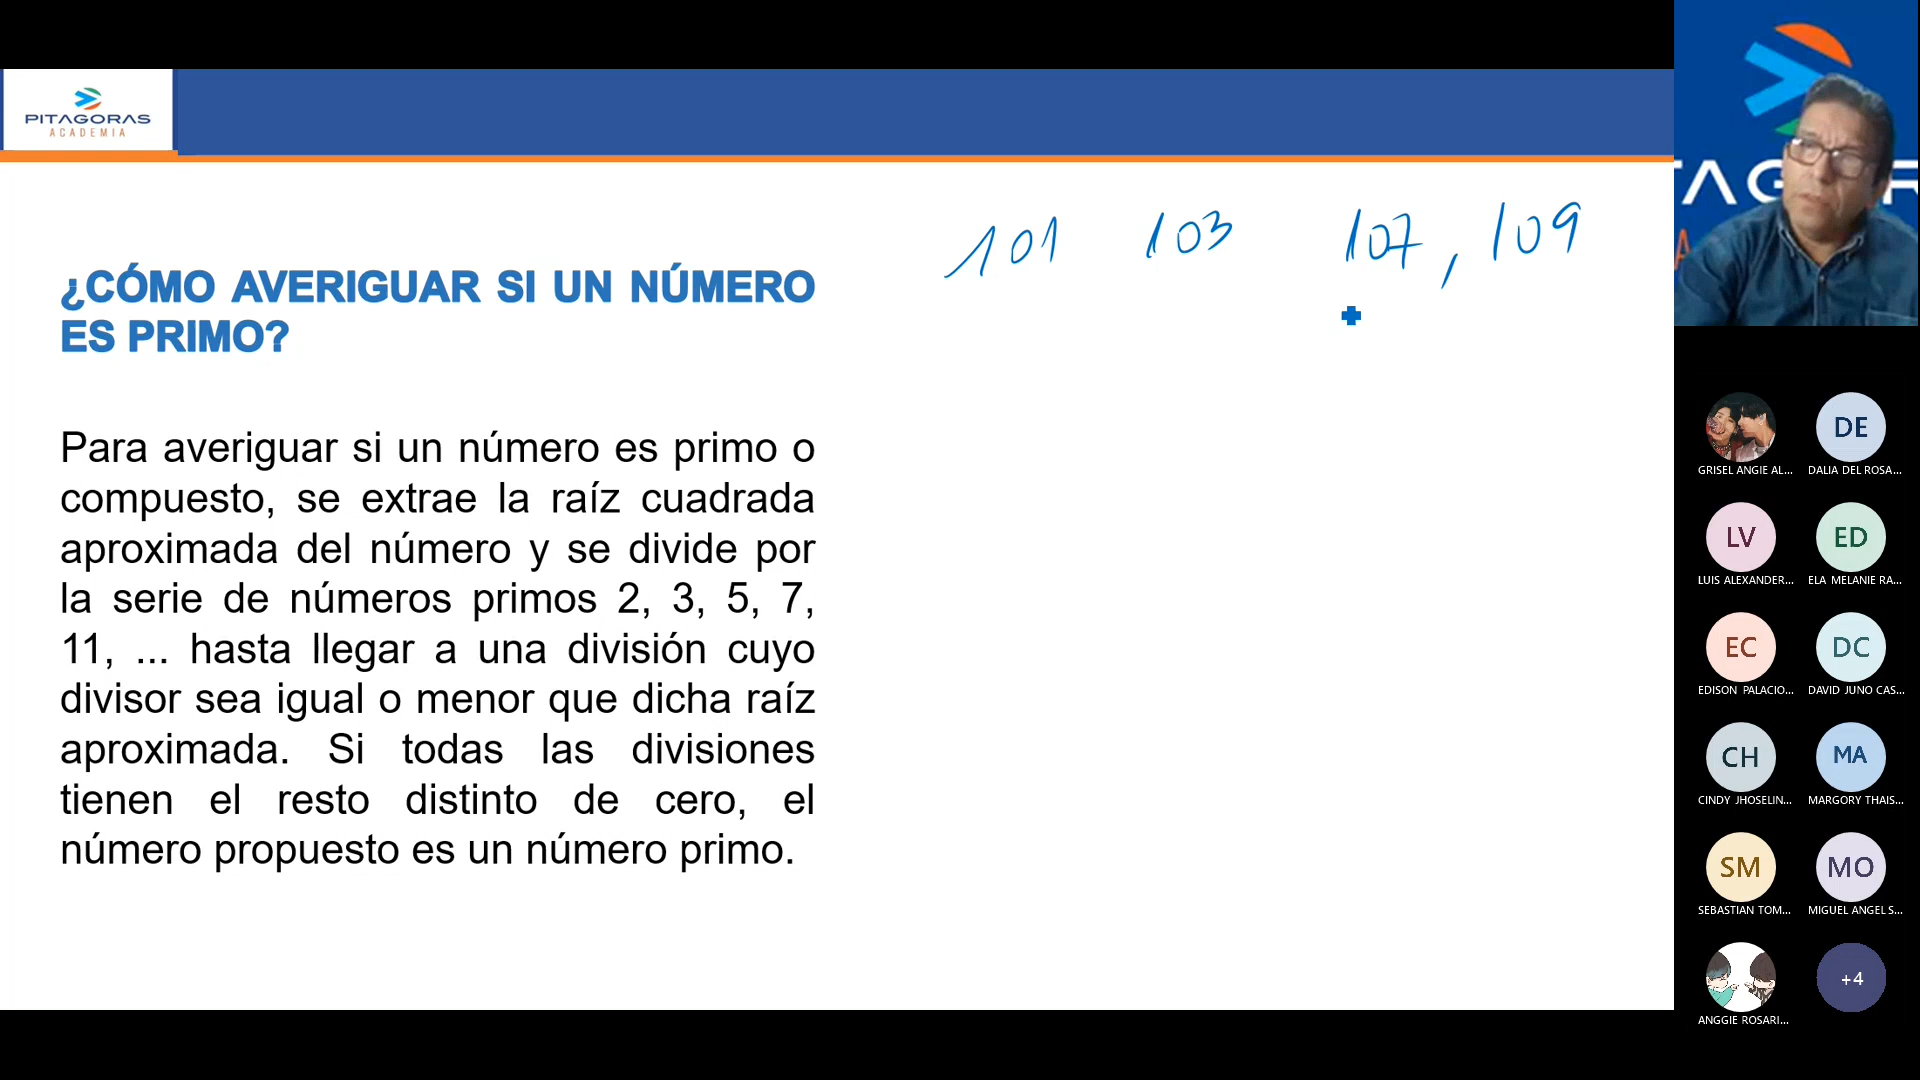 PITAGORAS
ACADEMIA
¿CÓMO AVERIGUAR SI UN NÚMERO
ES PRIMO?
Para averiguar si un número es primo o
compuesto, se extrae la raíz cuadrada
aproximada del número y se divide por
la serie de números primos 2, 3, 5, 7,
11, ... hasta llegar a una división cuyo
divisor sea igual o menor que dicha raíz
aproximada. Si todas las divisiones
tienen el resto distinto de cero, el
número propuesto es un número primo.
101 103 107, 109
DE
GRISEL ANGIE AL... DALIA DEL ROSA...
LV ED
LUIS ALEXANDER... ELA MELANIE RA...
EC DC
EDISON PALACIO... DAVID JUNO CAS...
CH MA
CINDY JHOSELIN... MARGORY THAIS...
SM MO
SEBASTIAN TOM... MIGUEL ANGEL S...
+4
ANGGIE ROSARI...